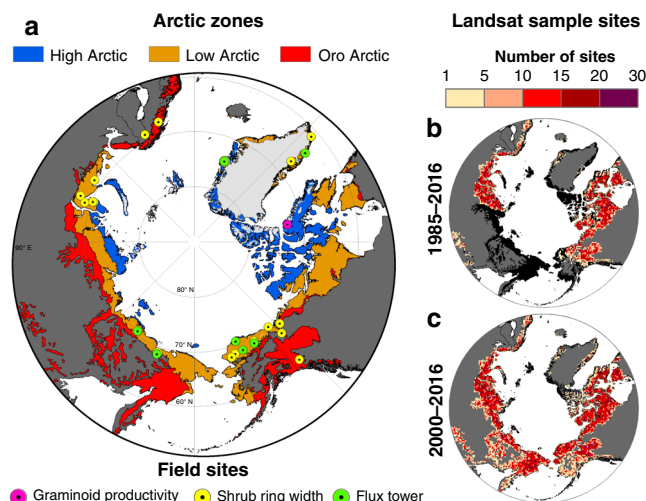 Arctic zones
a
High Arctic
Low Arctic
Oro Arctic
90° E
80° N
70° N
60° N
Field sites
Graminoid productivity
Shrub ring width
Flux tower
Landsat sample sites
Number of sites
1 5 10 15 20 30
b
1985–2016
c
2000–2016